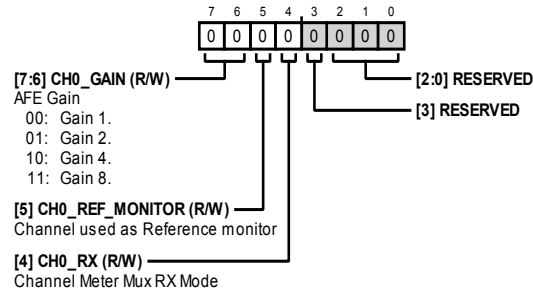 7 6 5 4 3 2 1 0
0 0 0 0 0 0 0 0
[7:6] CH0_GAIN (R/W)
AFE Gain
00: Gain 1.
01: Gain 2.
10: Gain 4.
11: Gain 8.
[5] CH0_REF_MONITOR (R/W)
Channel used as Reference monitor
[4] CH0_RX (R/W)
Channel Meter Mux RX Mode
[2:0] RESERVED
[3] RESERVED